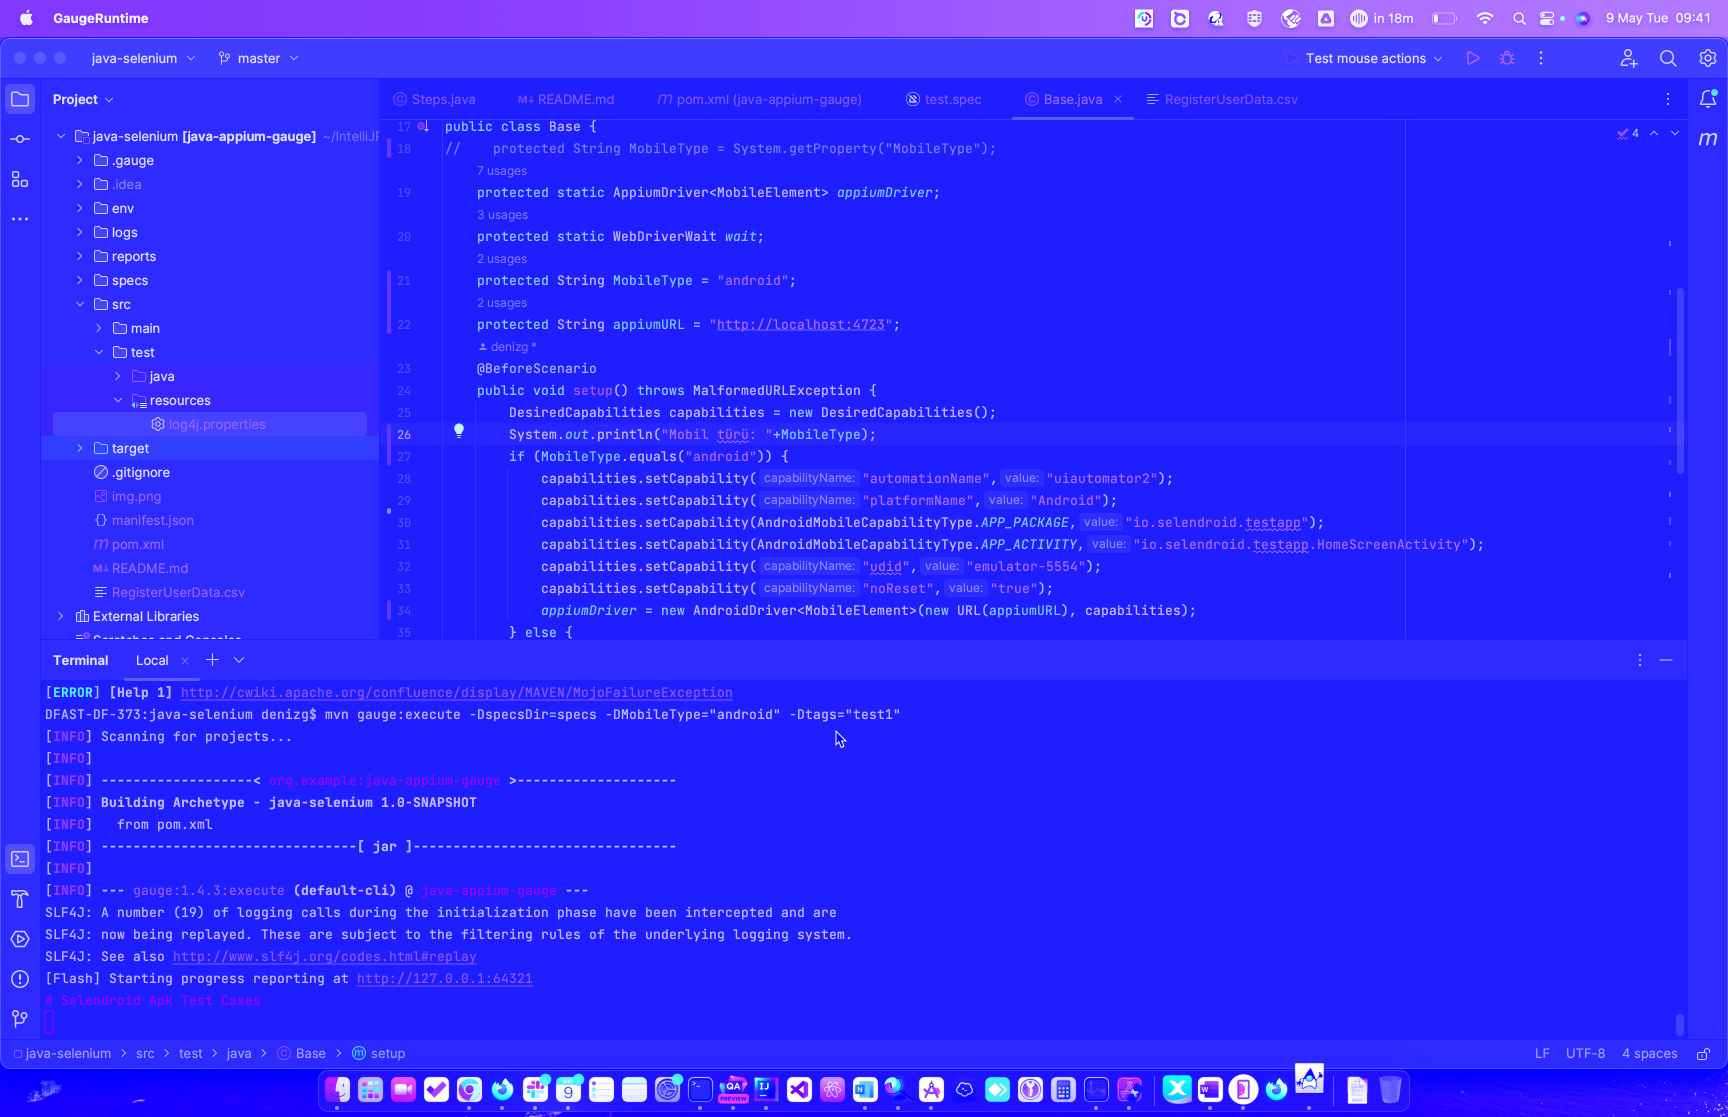 GaugeRuntime
in 18m
9 May Tue 09:41
java-selenium
master
Test mouse actions
Project
Steps.java
README.md
pom.xml (java-appium-gauge)
test.spec
Base.java
RegisterUserData.csv
java-selenium [java-appium-gauge] ~/IntelliJF
.gauge
.idea
env
logs
reports
specs
src
main
test
java
resources
log4j.properties
target
.gitignore
img.png
manifest.json
pom.xml
README.md
RegisterUserData.csv
External Libraries
Scratches and Consoles
4
17 public class Base {
18 //    protected String MobileType = System.getProperty("MobileType");
7 usages
19 protected static AppiumDriver<MobileElement> appiumDriver;
3 usages
20 protected static WebDriverWait wait;
2 usages
21 protected String MobileType = "android";
2 usages
22 protected String appiumURL = "http://localhost:4723";
denizg *
23 @BeforeScenario
24 public void setup() throws MalformedURLException {
25 DesiredCapabilities capabilities = new DesiredCapabilities();
26 System.out.println("Mobil türü: "+MobileType);
27 if (MobileType.equals("android")) {
28 capabilities.setCapability( capabilityName: "automationName", value: "uiautomator2");
29 capabilities.setCapability( capabilityName: "platformName", value: "Android");
30 capabilities.setCapability(AndroidMobileCapabilityType.APP_PACKAGE, value: "io.selendroid.testapp");
31 capabilities.setCapability(AndroidMobileCapabilityType.APP_ACTIVITY, value: "io.selendroid.testapp.HomeScreenActivity");
32 capabilities.setCapability( capabilityName: "udid", value: "emulator-5554");
33 capabilities.setCapability( capabilityName: "noReset", value: "true");
34 appiumDriver = new AndroidDriver<MobileElement>(new URL(appiumURL), capabilities);
35 } else {
Terminal
Local
[ERROR] [Help 1] http://cwiki.apache.org/confluence/display/MAVEN/MojoFailureException
DFAST-DF-373:java-selenium denizg$ mvn gauge:execute -DspecsDir=specs -DMobileType="android" -Dtags="test1"
[INFO] Scanning for projects...
[INFO]
[INFO] -------------------< org.example:java-appium-gauge >--------------------
[INFO] Building Archetype - java-selenium 1.0-SNAPSHOT
[INFO]   from pom.xml
[INFO] --------------------------------[ jar ]---------------------------------
[INFO]
[INFO] --- gauge:1.4.3:execute (default-cli) @ java-appium-gauge ---
SLF4J: A number (19) of logging calls during the initialization phase have been intercepted and are
SLF4J: now being replayed. These are subject to the filtering rules of the underlying logging system.
SLF4J: See also http://www.slf4j.org/codes.html#replay
[Flash] Starting progress reporting at http://127.0.0.1:64321
# Selendroid Apk Test Cases
java-selenium > src > test > java > Base > setup
LF
UTF-8
4 spaces
9
QA
PREVIEW
IJ